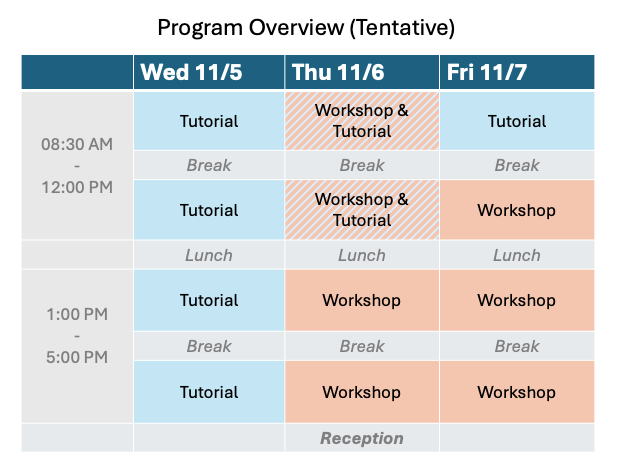 Program Overview (Tentative)
Wed 11/5 Thu 11/6 Fri 11/7
08:30 AM
-
12:00 PM
Tutorial
Workshop &
Tutorial
Tutorial
Break Break Break
Tutorial
Workshop &
Tutorial
Workshop
Lunch Lunch Lunch
1:00 PM
-
5:00 PM
Tutorial Workshop Workshop
Break Break Break
Tutorial Workshop Workshop
Reception